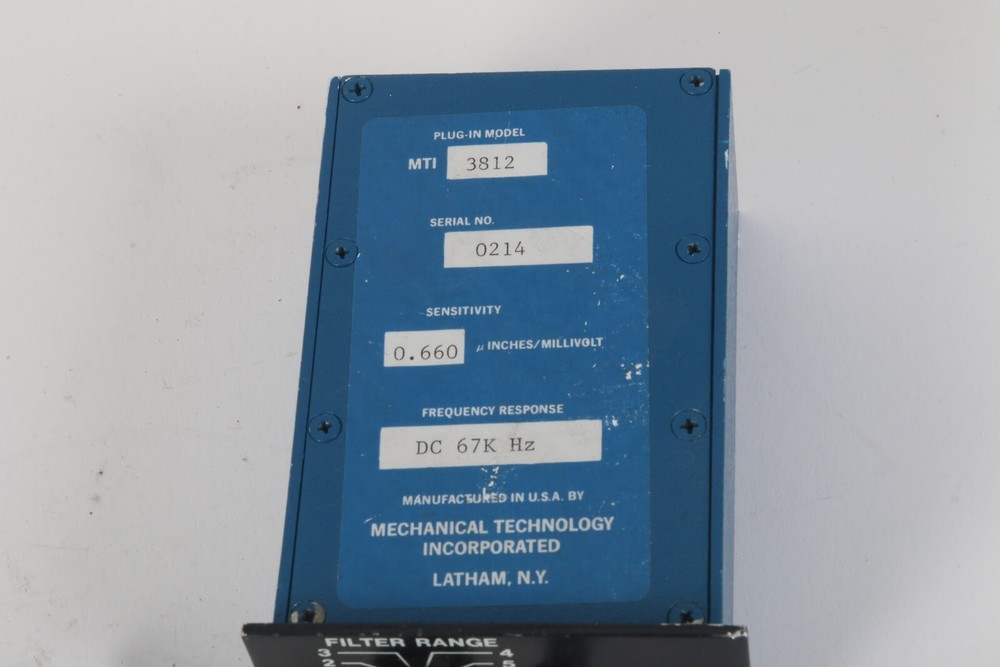 PLUG-IN MODEL
MTI 3812
SERIAL NO.
0214
SENSITIVITY
0.660 μ INCHES/MILLIVOLT
FREQUENCY RESPONSE
DC 67K Hz
MANUFACTURED IN U.S.A. BY
MECHANICAL TECHNOLOGY
INCORPORATED
LATHAM, N.Y.
FILTER RANGE
3 4
2 5